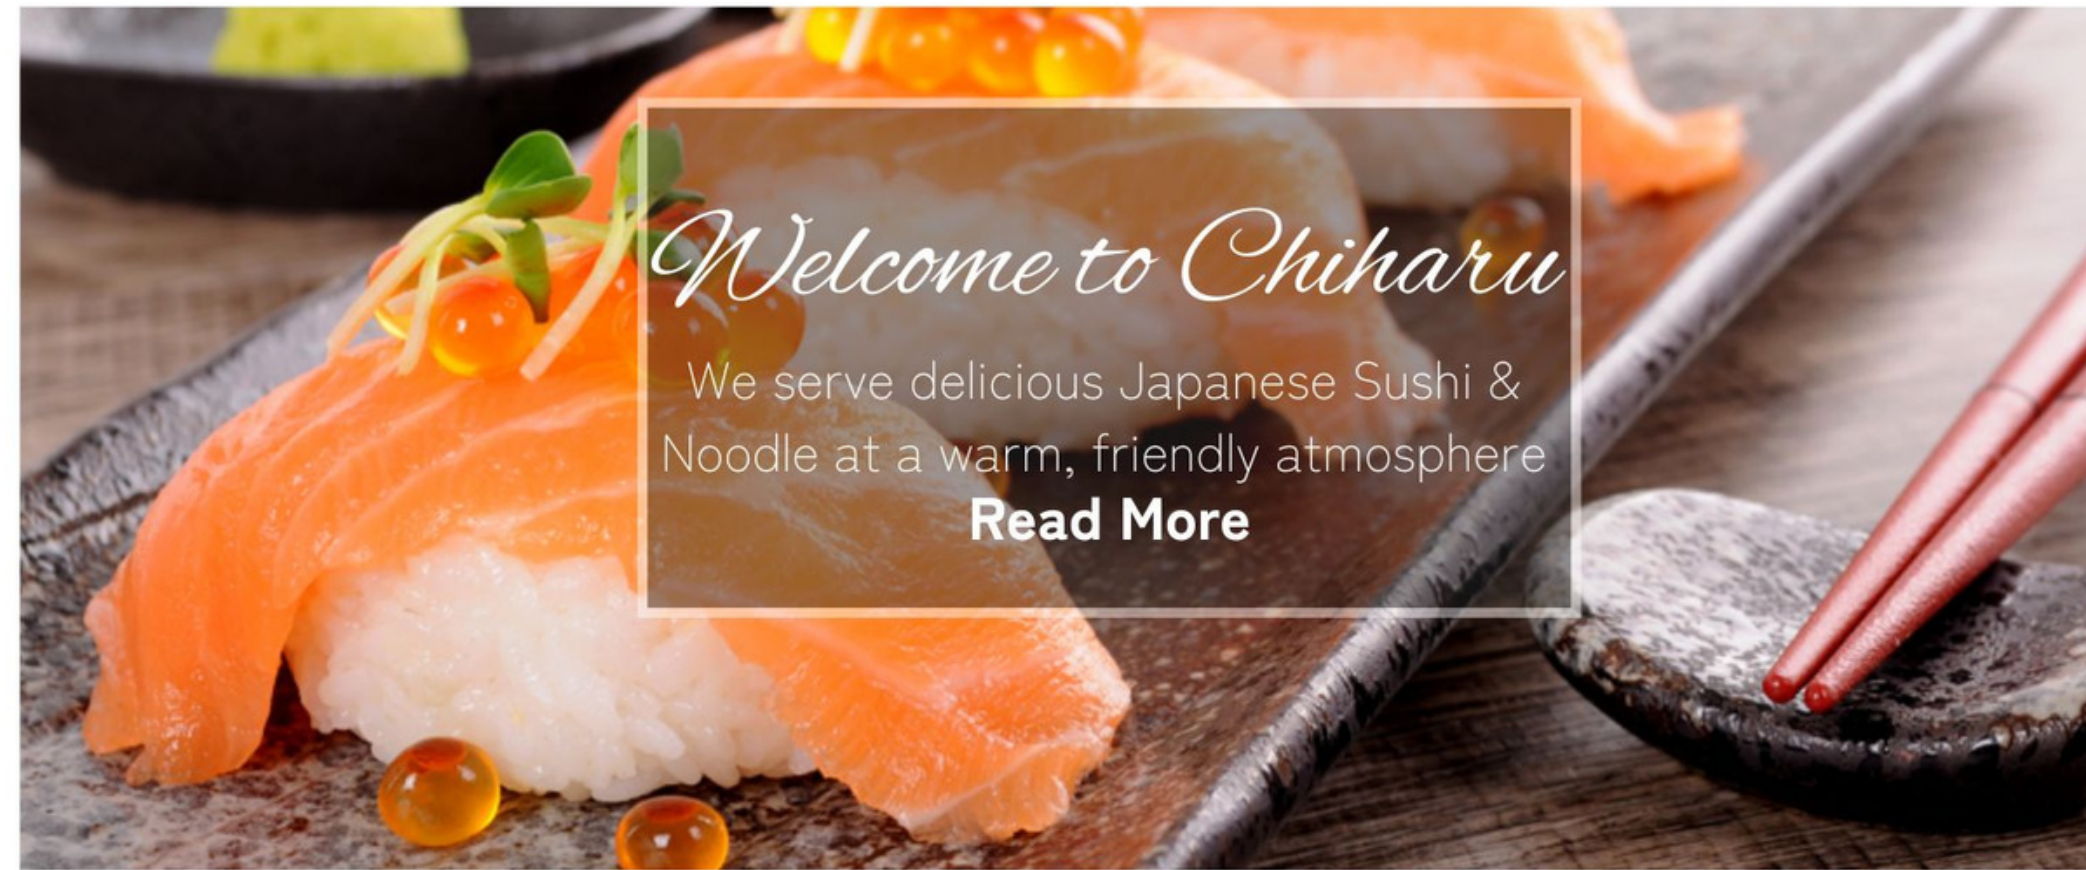 Welcome to Chiharu
We serve delicious Japanese Sushi &
Noodle at a warm, friendly atmosphere
Read More